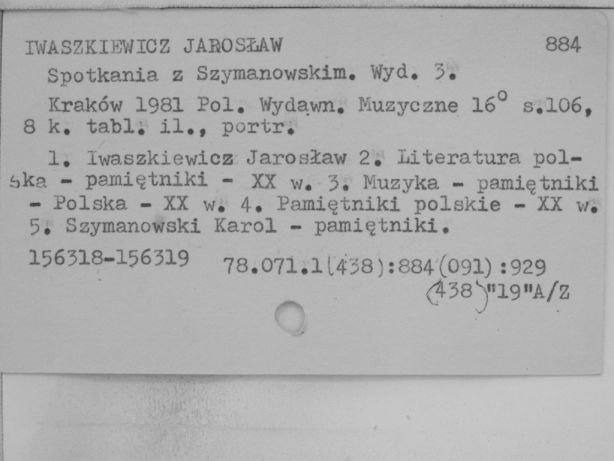 IWASZKIEWICZ JAROSŁAW 884
Spotkania z Szymanowskim. Wyd. 3.
Kraków 1981 Pol. Wydawn. Muzyczne 16⁰ s.106,
8 k. tabl. il., portr.
1. Iwaszkiewicz Jarosław 2. Literatura pol-
ska - pamiętniki - XX w. 3. Muzyka - pamiętniki
- Polska - XX w. 4. Pamiętniki polskie - XX w.
5. Szymanowski Karol - pamiętniki.
156318-156319 78.071.1(438):884(091):929
(438)"19"A/Z